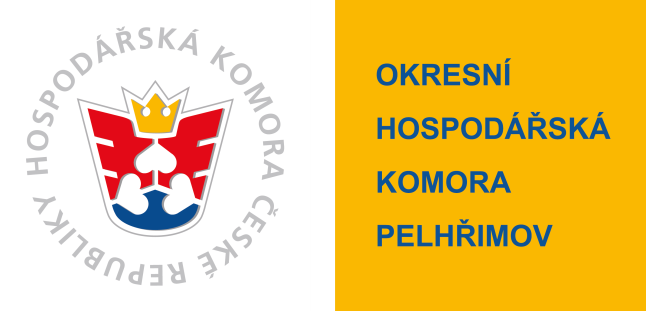 HOSPODÁŘSKÁ KOMORA ČESKÉ REPUBLIKY
OKRESNÍ
HOSPODÁŘSKÁ
KOMORA
PELHŘIMOV